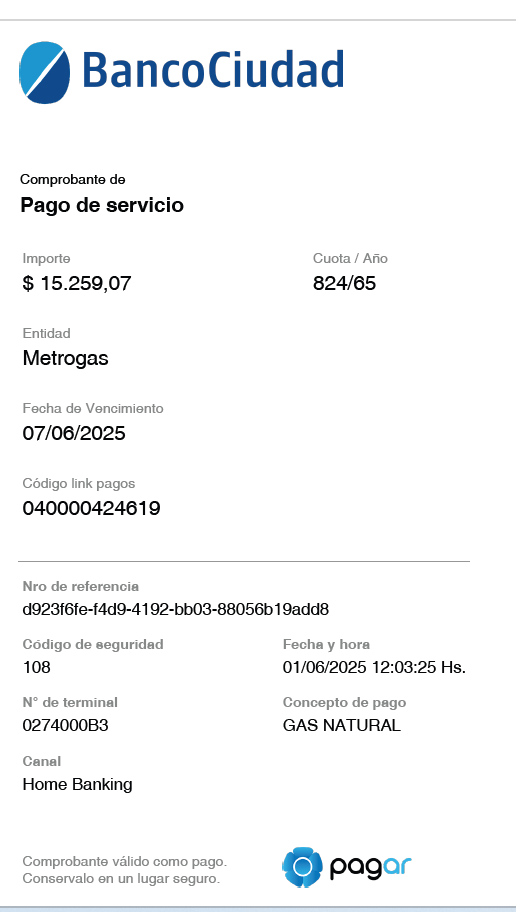 BancoCiudad
Comprobante de
Pago de servicio
Importe
$ 15.259,07
Cuota / Año
824/65
Entidad
Metrogas
Fecha de Vencimiento
07/06/2025
Código link pagos
040000424619
Nro de referencia
d923f6fe-f4d9-4192-bb03-88056b19add8
Código de seguridad
108
Fecha y hora
01/06/2025 12:03:25 Hs.
N° de terminal
0274000B3
Concepto de pago
GAS NATURAL
Canal
Home Banking
Comprobante válido como pago.
Conservalo en un lugar seguro.
pagar